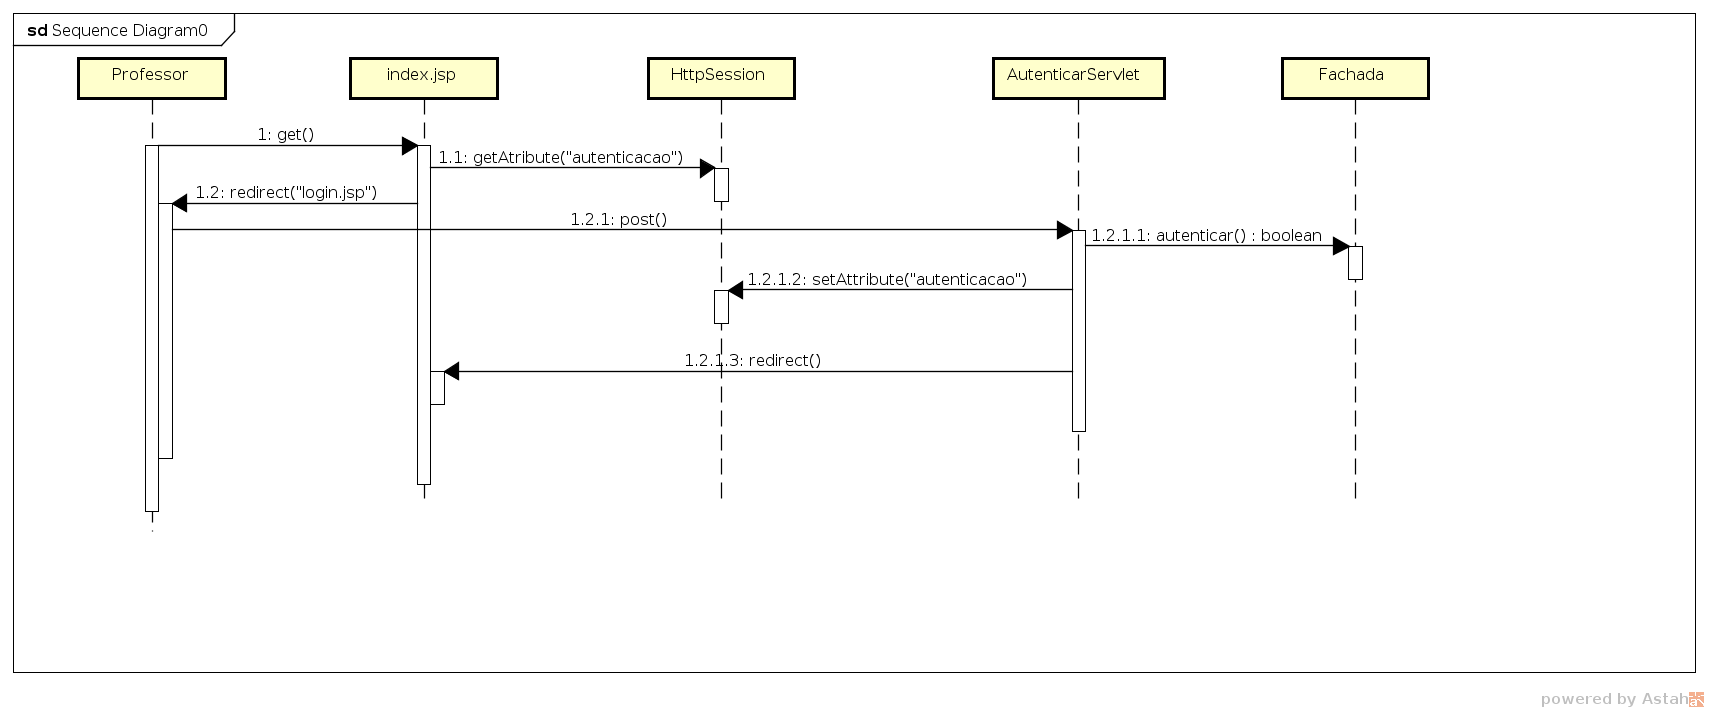 sd Sequence Diagram0
Professor
index.jsp
HttpSession
AutenticarServlet
Fachada
1: get()
1.1: getAtribute("autenticacao")
1.2: redirect("login.jsp")
1.2.1: post()
1.2.1.1: autenticar() : boolean
1.2.1.2: setAttribute("autenticacao")
1.2.1.3: redirect()
powered by Astah